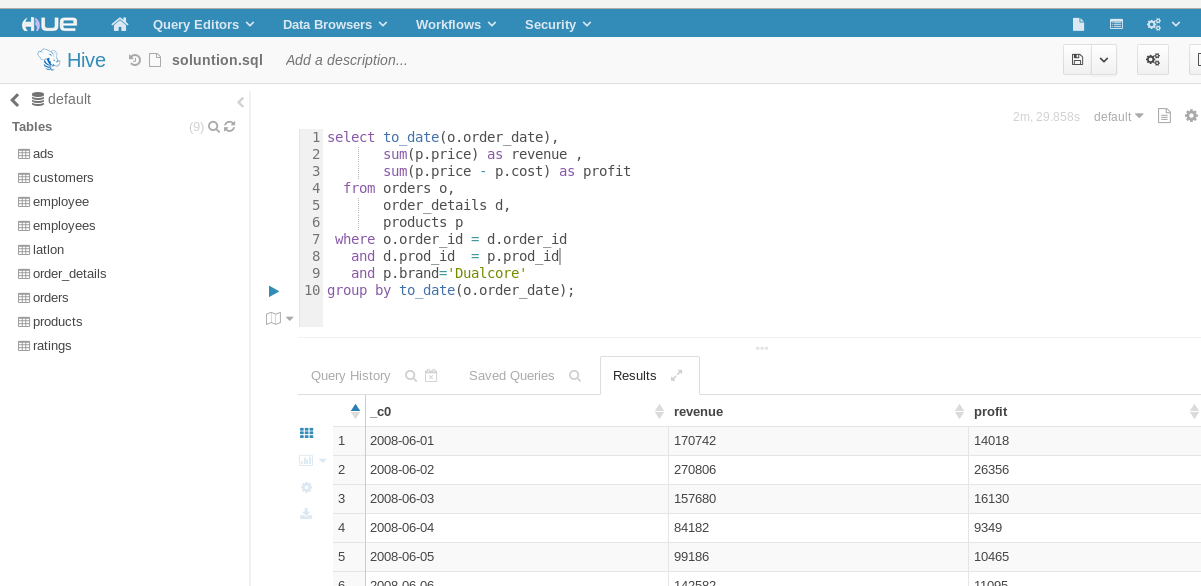 HUE Query Editors Data Browsers Workflows Security
Hive soluntion.sql Add a description...
default
Tables (9)
ads
customers
employee
employees
latlon
order_details
orders
products
ratings
2m, 29.858s default
1 select to_date(o.order_date),
2 sum(p.price) as revenue ,
3 sum(p.price - p.cost) as profit
4 from orders o,
5 order_details d,
6 products p
7 where o.order_id = d.order_id
8 and d.prod_id  = p.prod_id
9 and p.brand='Dualcore'
10 group by to_date(o.order_date);
Query History Saved Queries Results
_c0 revenue profit
1 2008-06-01 170742 14018
2 2008-06-02 270806 26356
3 2008-06-03 157680 16130
4 2008-06-04 84182 9349
5 2008-06-05 99186 10465
6 2008-06-06 142582 11095